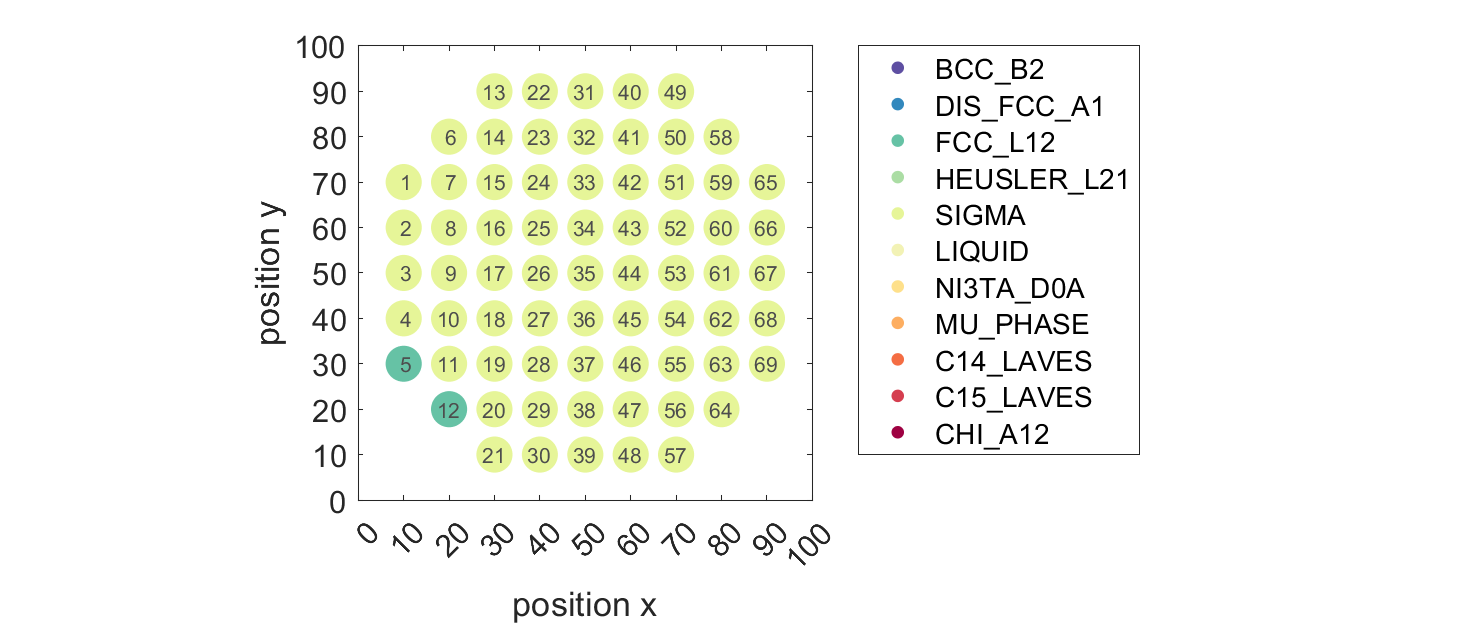 100
90
80
70
60
50
40
30
20
10
0
position y
13 22 31 40 49
6 14 23 32 41 50 58
1 7 15 24 33 42 51 59 65
2 8 16 25 34 43 52 60 66
3 9 17 26 35 44 53 61 67
4 10 18 27 36 45 54 62 68
5 11 19 28 37 46 55 63 69
12 20 29 38 47 56 64
21 30 39 48 57
0 10 20 30 40 50 60 70 80 90 100
position x
BCC_B2
DIS_FCC_A1
FCC_L12
HEUSLER_L21
SIGMA
LIQUID
NI3TA_D0A
MU_PHASE
C14_LAVES
C15_LAVES
CHI_A12